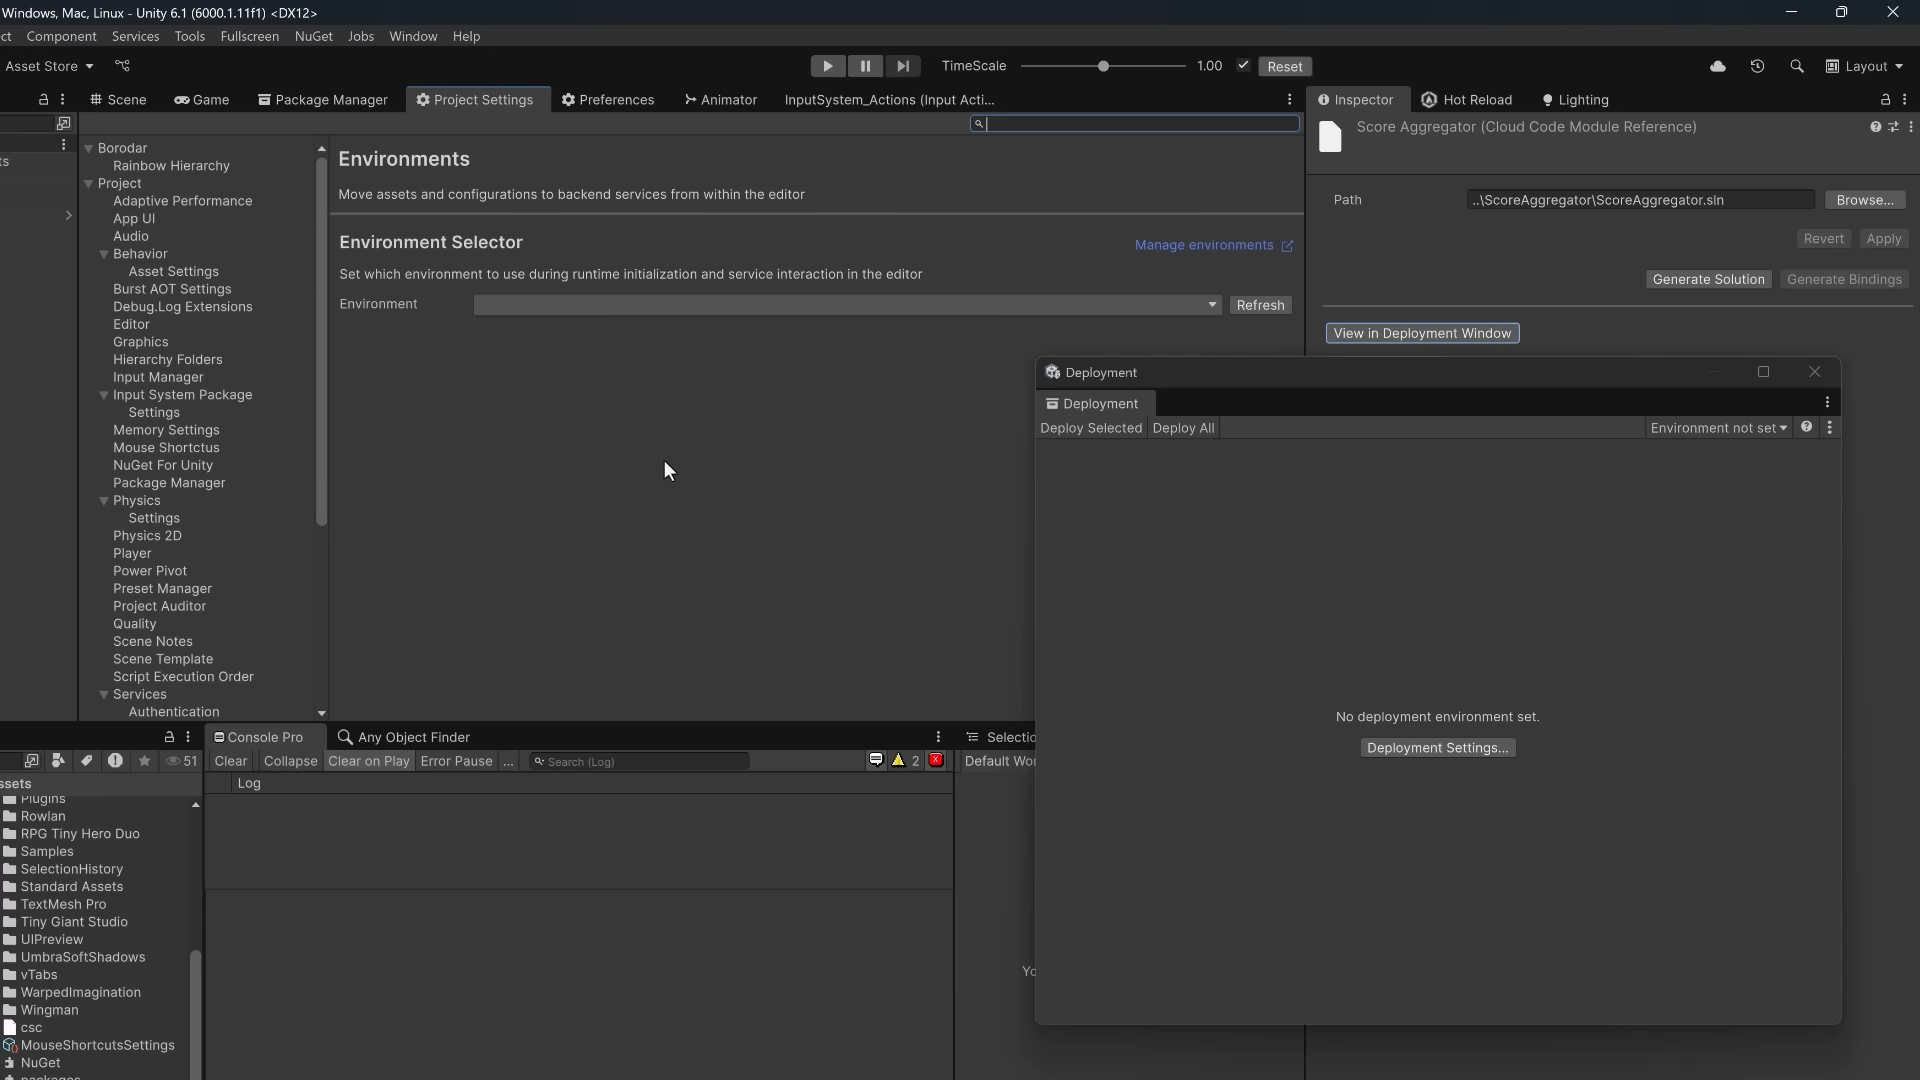 Windows, Mac, Linux - Unity 6.1 (6000.1.11f1) <DX12>
ct Component Services Tools Fullscreen NuGet Jobs Window Help
Asset Store TimeScale 1.00 Reset Layout
Scene Game Package Manager Project Settings Preferences Animator InputSystem_Actions (Input Acti...
Inspector Hot Reload Lighting
Score Aggregator (Cloud Code Module Reference)
Path ..\ScoreAggregator\ScoreAggregator.sln Browse...
Revert Apply
Generate Solution Generate Bindings
View in Deployment Window
ts
Borodar
Rainbow Hierarchy
Project
Adaptive Performance
App UI
Audio
Behavior
Asset Settings
Burst AOT Settings
Debug.Log Extensions
Editor
Graphics
Hierarchy Folders
Input Manager
Input System Package
Settings
Memory Settings
Mouse Shortctus
NuGet For Unity
Package Manager
Physics
Settings
Physics 2D
Player
Power Pivot
Preset Manager
Project Auditor
Quality
Scene Notes
Scene Template
Script Execution Order
Services
Authentication
Environments
Move assets and configurations to backend services from within the editor
Environment Selector Manage environments
Set which environment to use during runtime initialization and service interaction in the editor
Environment Refresh
Deployment
Deployment
Deploy Selected Deploy All Environment not set
No deployment environment set.
Deployment Settings...
Console Pro Any Object Finder Selectio
51 Clear Collapse Clear on Play Error Pause ... Search (Log) 2 Default Wor
Log
ssets
Plugins
Rowlan
RPG Tiny Hero Duo
Samples
SelectionHistory
Standard Assets
TextMesh Pro
Tiny Giant Studio
UIPreview
UmbraSoftShadows
vTabs
WarpedImagination
Wingman
csc
MouseShortcutsSettings
NuGet
packages
Yo